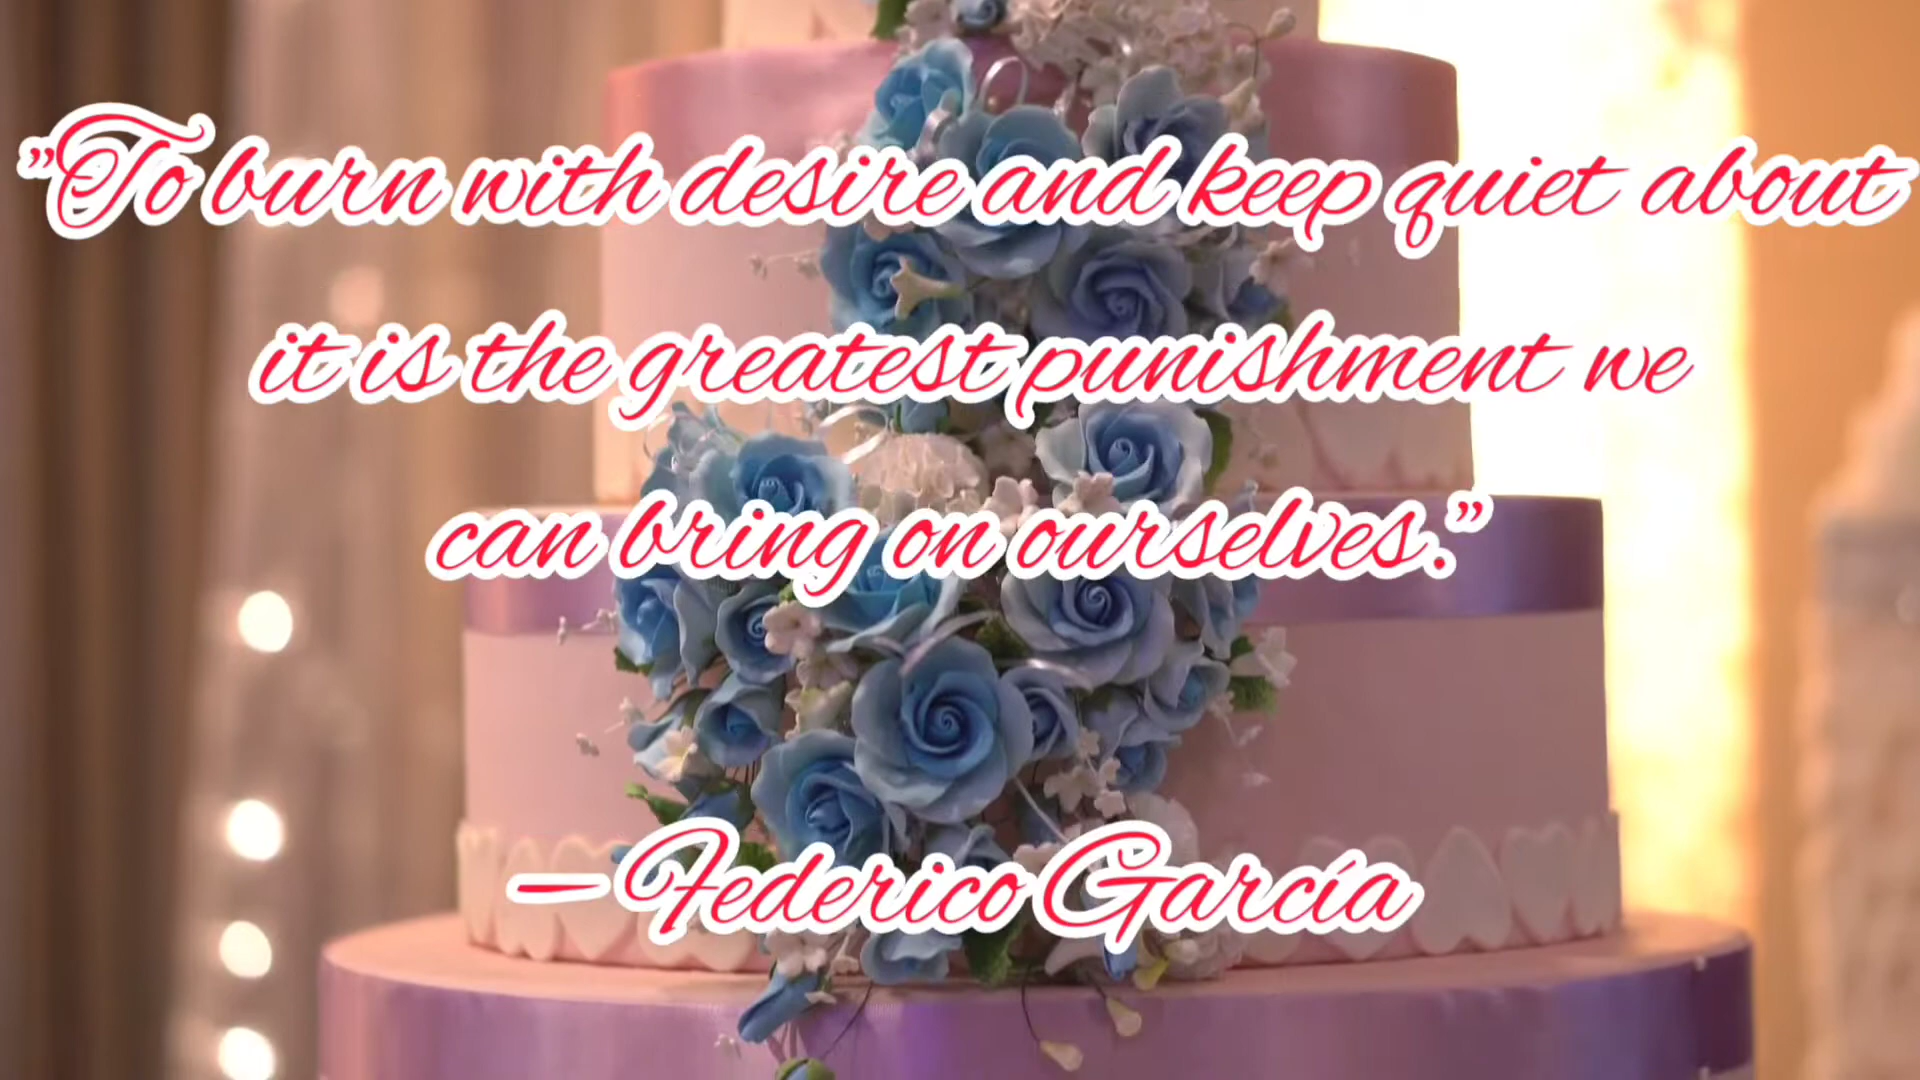 "To burn with desire and keep quiet about
it is the greatest punishment we
can bring on ourselves."
— Federico García